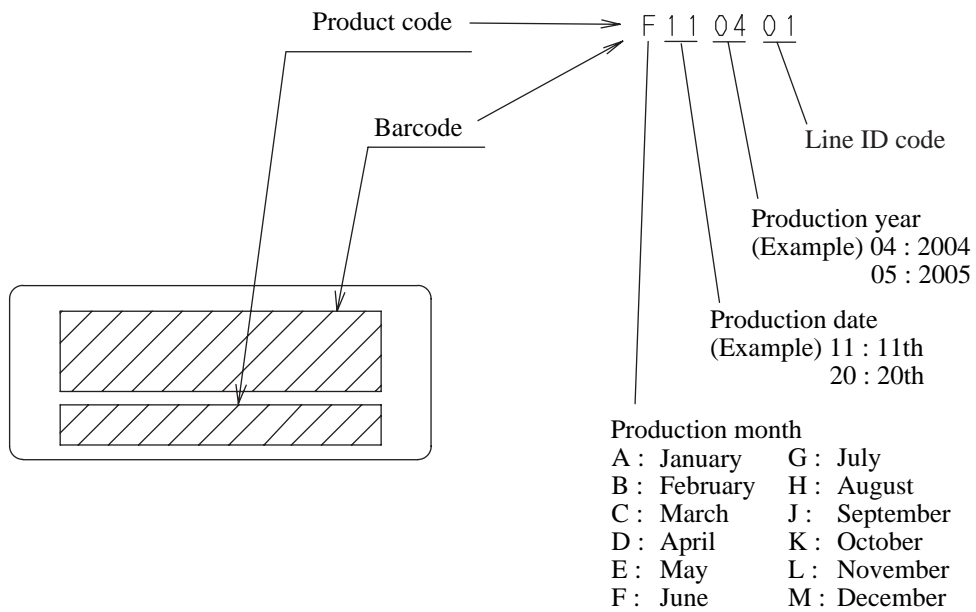 Product code
F 11 04 01
Barcode
Line ID code
Production year
(Example) 04 : 2004
05 : 2005
Production date
(Example) 11 : 11th
20 : 20th
Production month
A : January G : July
B : February H : August
C : March J : September
D : April K : October
E : May L : November
F : June M : December